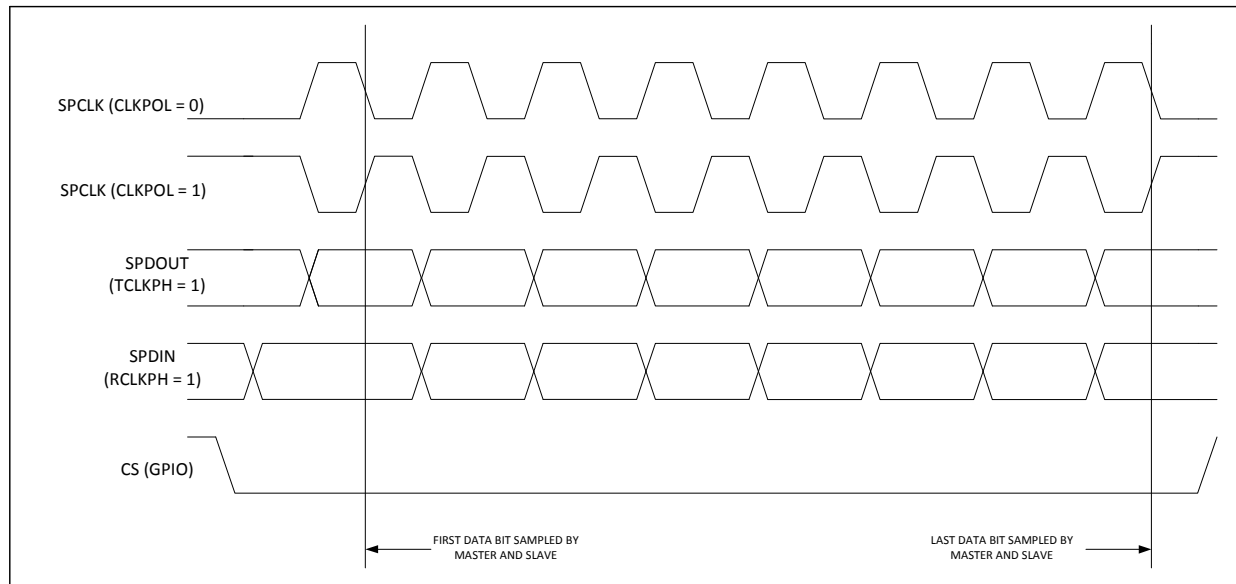 SPCLK (CLKPOL = 0)
SPCLK (CLKPOL = 1)
SPDOUT
(TCLKPH = 1)
SPDIN
(RCLKPH = 1)
CS (GPIO)
FIRST DATA BIT SAMPLED BY
MASTER AND SLAVE
LAST DATA BIT SAMPLED BY
MASTER AND SLAVE